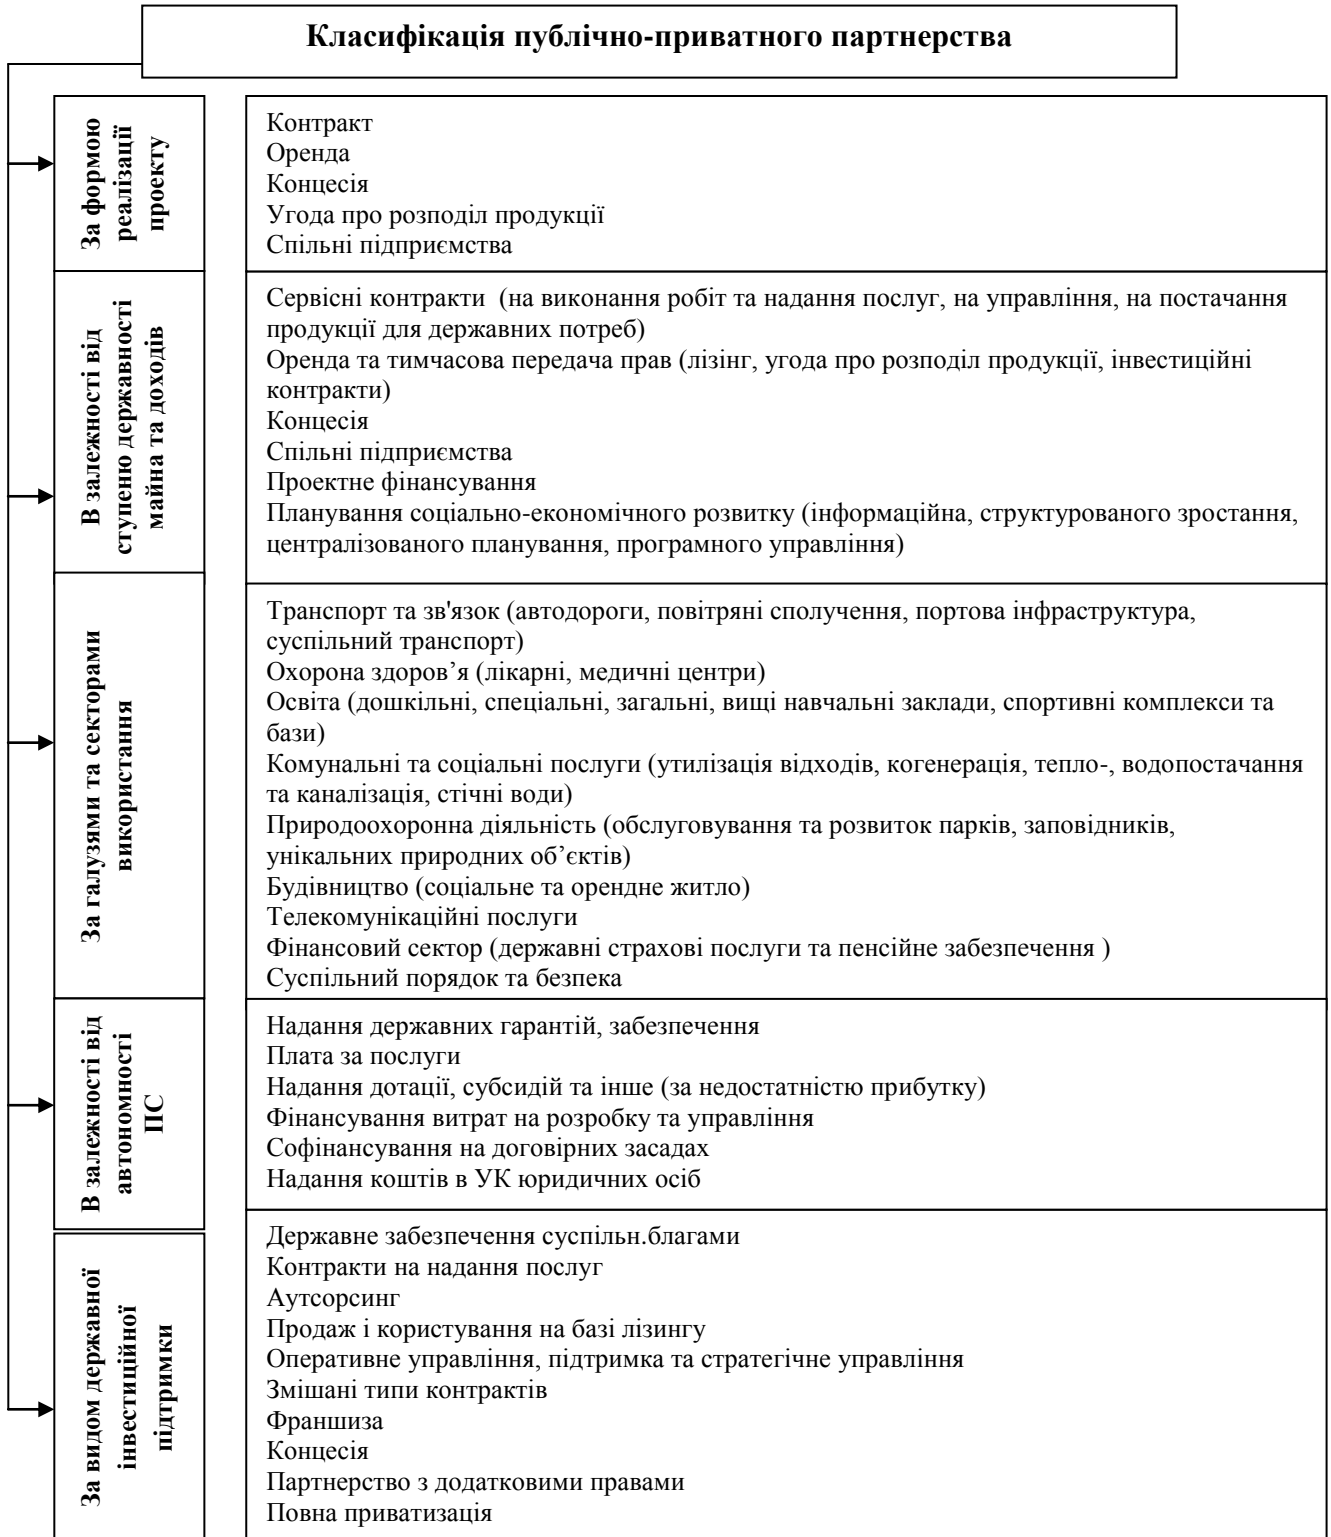 Класифікація публічно-приватного партнерства
За формою
реалізації
проекту
Контракт
Оренда
Концесія
Угода про розподіл продукції
Спільні підприємства
В залежності від
ступеню державності
майна та доходів
Сервісні контракти (на виконання робіт та надання послуг, на управління, на постачання
продукції для державних потреб)
Оренда та тимчасова передача прав (лізінг, угода про розподіл продукції, інвестиційні
контракти)
Концесія
Спільні підприємства
Проектне фінансування
Планування соціально-економічного розвитку (інформаційна, структурованого зростання,
централізованого планування, програмного управління)
За галузями та секторами
використання
Транспорт та зв'язок (автодороги, повітряні сполучення, портова інфраструктура,
суспільний транспорт)
Охорона здоров’я (лікарні, медичні центри)
Освіта (дошкільні, спеціальні, загальні, вищі навчальні заклади, спортивні комплекси та
бази)
Комунальні та соціальні послуги (утилізація відходів, когенерація, тепло-, водопостачання
та каналізація, стічні води)
Природоохоронна діяльність (обслуговування та розвиток парків, заповідників,
унікальних природних об’єктів)
Будівництво (соціальне та орендне житло)
Телекомунікаційні послуги
Фінансовий сектор (державні страхові послуги та пенсійне забезпечення )
Суспільний порядок та безпека
В залежності від
автономності
ПС
Надання державних гарантій, забезпечення
Плата за послуги
Надання дотації, субсидій та інше (за недостатністю прибутку)
Фінансування витрат на розробку та управління
Софінансування на договірних засадах
Надання коштів в УК юридичних осіб
За видом державної
інвестиційної
підтримки
Державне забезпечення суспільн.благами
Контракти на надання послуг
Аутсорсинг
Продаж і користування на базі лізингу
Оперативне управління, підтримка та стратегічне управління
Змішані типи контрактів
Франшиза
Концесія
Партнерство з додатковими правами
Повна приватизація